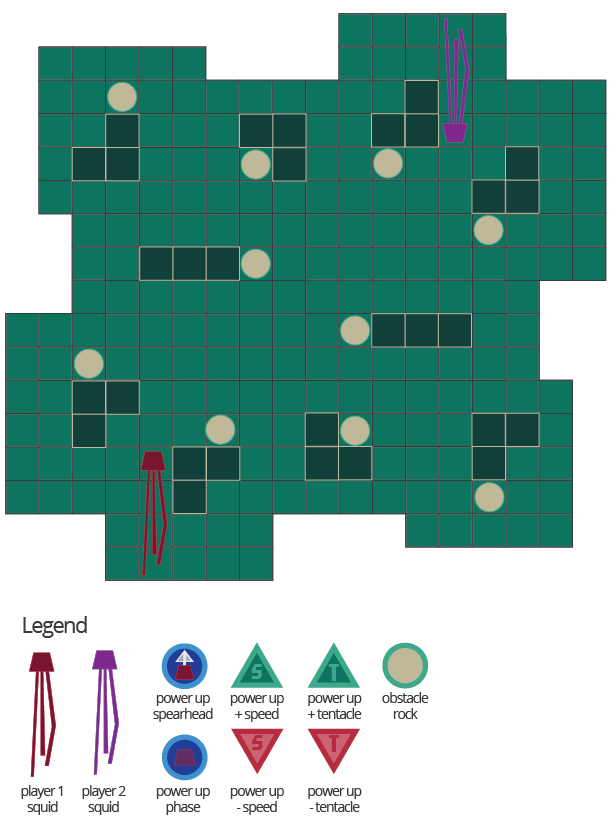 Legend
S
T
power up
spearhead
power up
+ speed
power up
+ tentacle
obstacle
rock
S
T
player 1
squid
player 2
squid
power up
phase
power up
- speed
power up
- tentacle